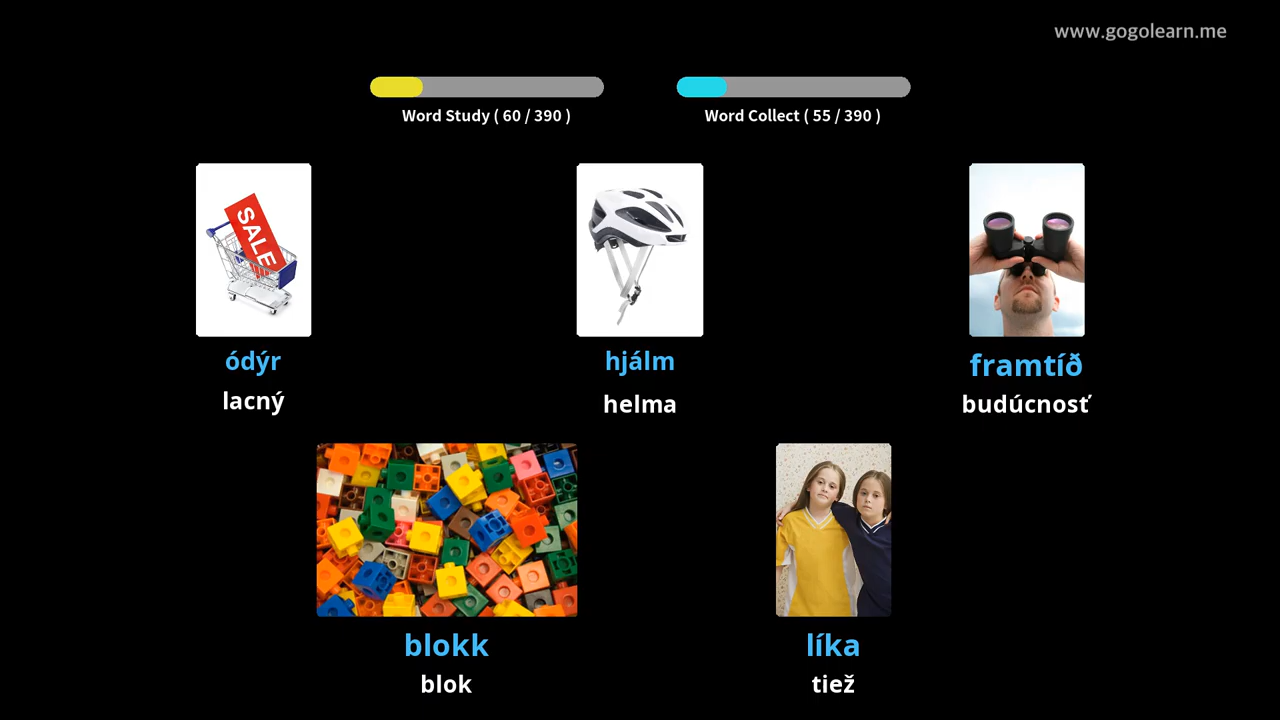 www.gogolearn.me
Word Study ( 60 / 390 )
Word Collect ( 55 / 390 )
SALE
ódýr
hjálm
framtíð
lacný
helma
budúcnosť
blokk
líka
blok
tiež